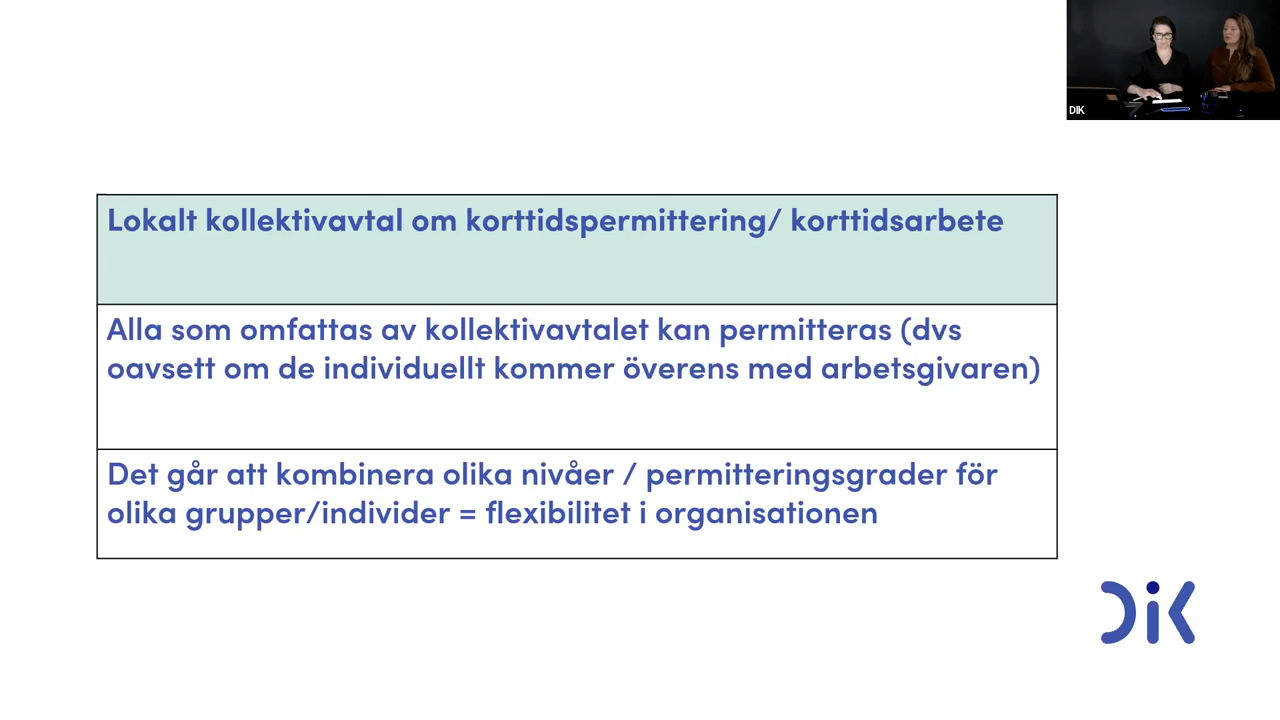 DIK
Lokalt kollektivavtal om korttidspermittering/ korttidsarbete
Alla som omfattas av kollektivavtalet kan permitteras (dvs
oavsett om de individuellt kommer överens med arbetsgivaren)
Det går att kombinera olika nivåer / permitteringsgrader för
olika grupper/individer = flexibilitet i organisationen
DiK